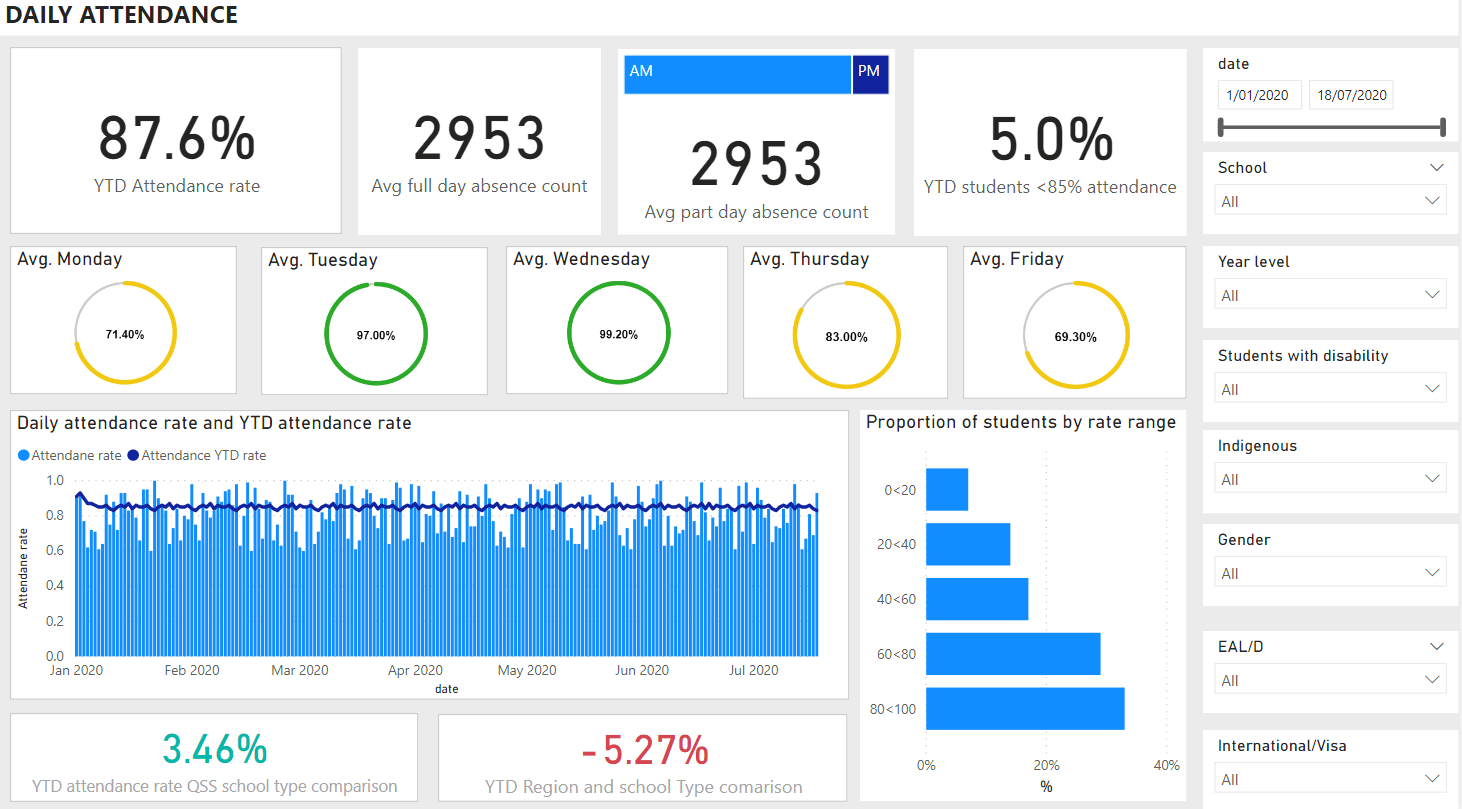 DAILY ATTENDANCE
87.6%
YTD Attendance rate
2953
Avg full day absence count
AM
PM
2953
Avg part day absence count
5.0%
YTD students <85% attendance
Avg. Monday
71.40%
Avg. Tuesday
97.00%
Avg. Wednesday
99.20%
Avg. Thursday
83.00%
Avg. Friday
69.30%
Daily attendance rate and YTD attendance rate
Attendane rate
Attendance YTD rate
Attendane rate
1.0
0.8
0.6
0.4
0.2
0.0
Jan 2020
Feb 2020
Mar 2020
Apr 2020
May 2020
Jun 2020
Jul 2020
date
Proportion of students by rate range
0<20
20<40
40<60
60<80
80<100
0%
20%
40%
%
3.46%
YTD attendance rate QSS school type comparison
-5.27%
YTD Region and school Type comarison
date
1/01/2020
18/07/2020
School
All
Year level
All
Students with disability
All
Indigenous
All
Gender
All
EAL/D
All
International/Visa
All